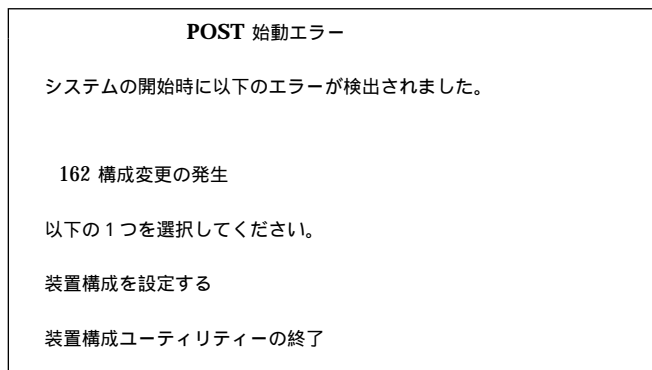 POST 始動エラー
システムの開始時に以下のエラーが検出されました。
162 構成変更の発生
以下の１つを選択してください。
装置構成を設定する
装置構成ユーティリティーの終了